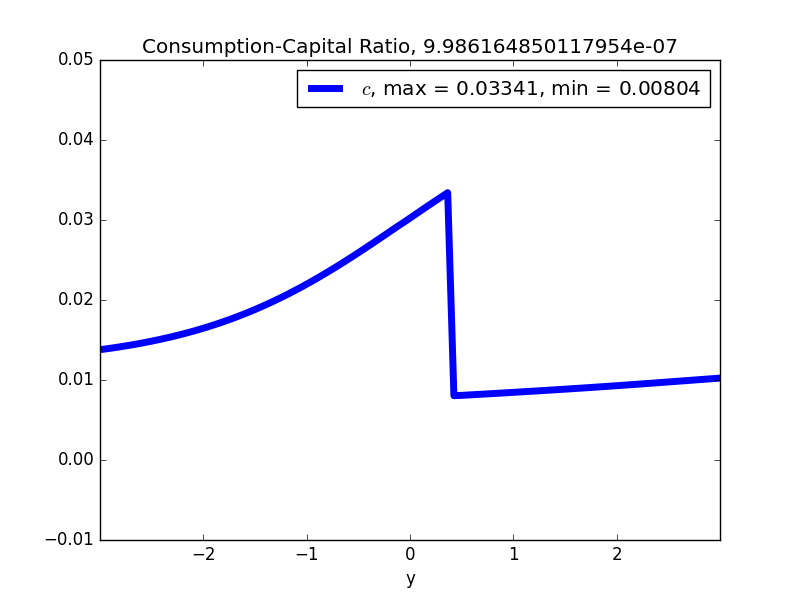 Consumption-Capital Ratio, 9.986164850117954e-07
c, max = 0.03341, min = 0.00804
0.05
0.04
0.03
0.02
0.01
0.00
−0.01
−2 −1 0 1 2
y